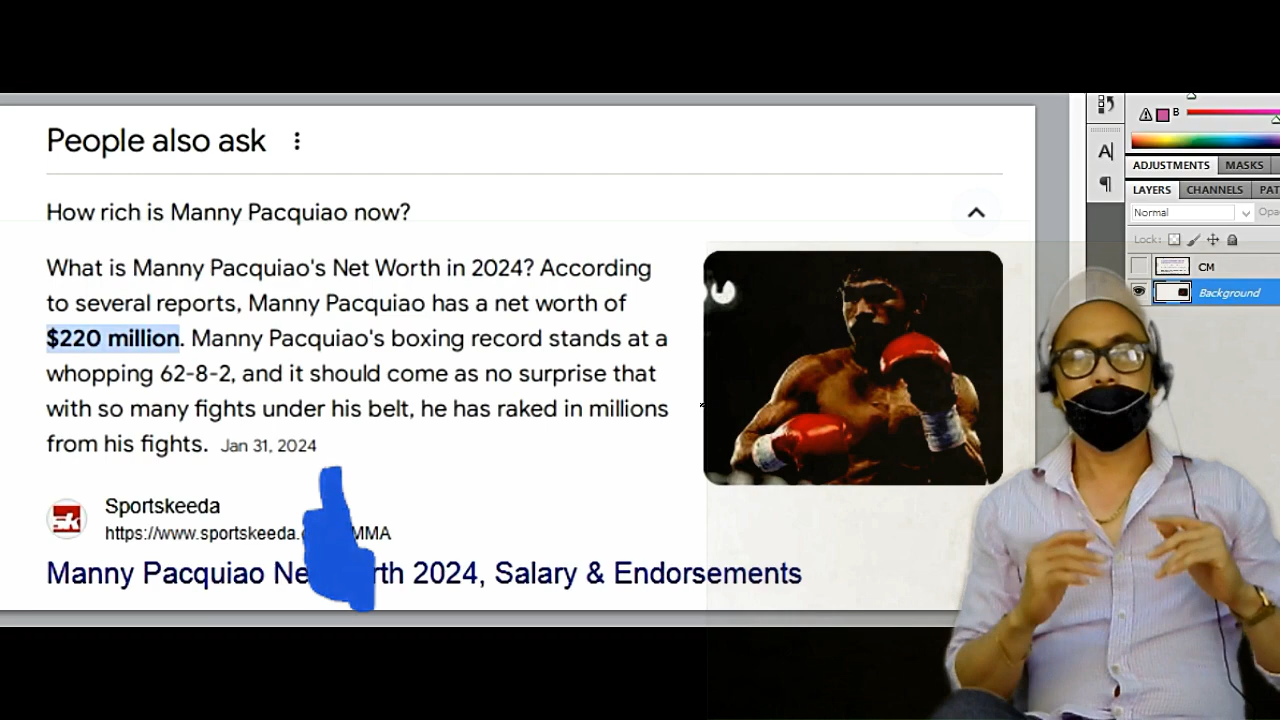 People also ask
How rich is Manny Pacquiao now?
What is Manny Pacquiao's Net Worth in 2024? According
to several reports, Manny Pacquiao has a net worth of
$220 million. Manny Pacquiao's boxing record stands at a
whopping 62-8-2, and it should come as no surprise that
with so many fights under his belt, he has raked in millions
from his fights. Jan 31, 2024
Sportskeeda
https://www.sportskeeda. MMA
Manny Pacquiao Ne rth 2024, Salary & Endorsements
sk
B
A
ADJUSTMENTS MASKS
LAYERS CHANNELS PAT
Normal Opa
Lock:
CM
Background